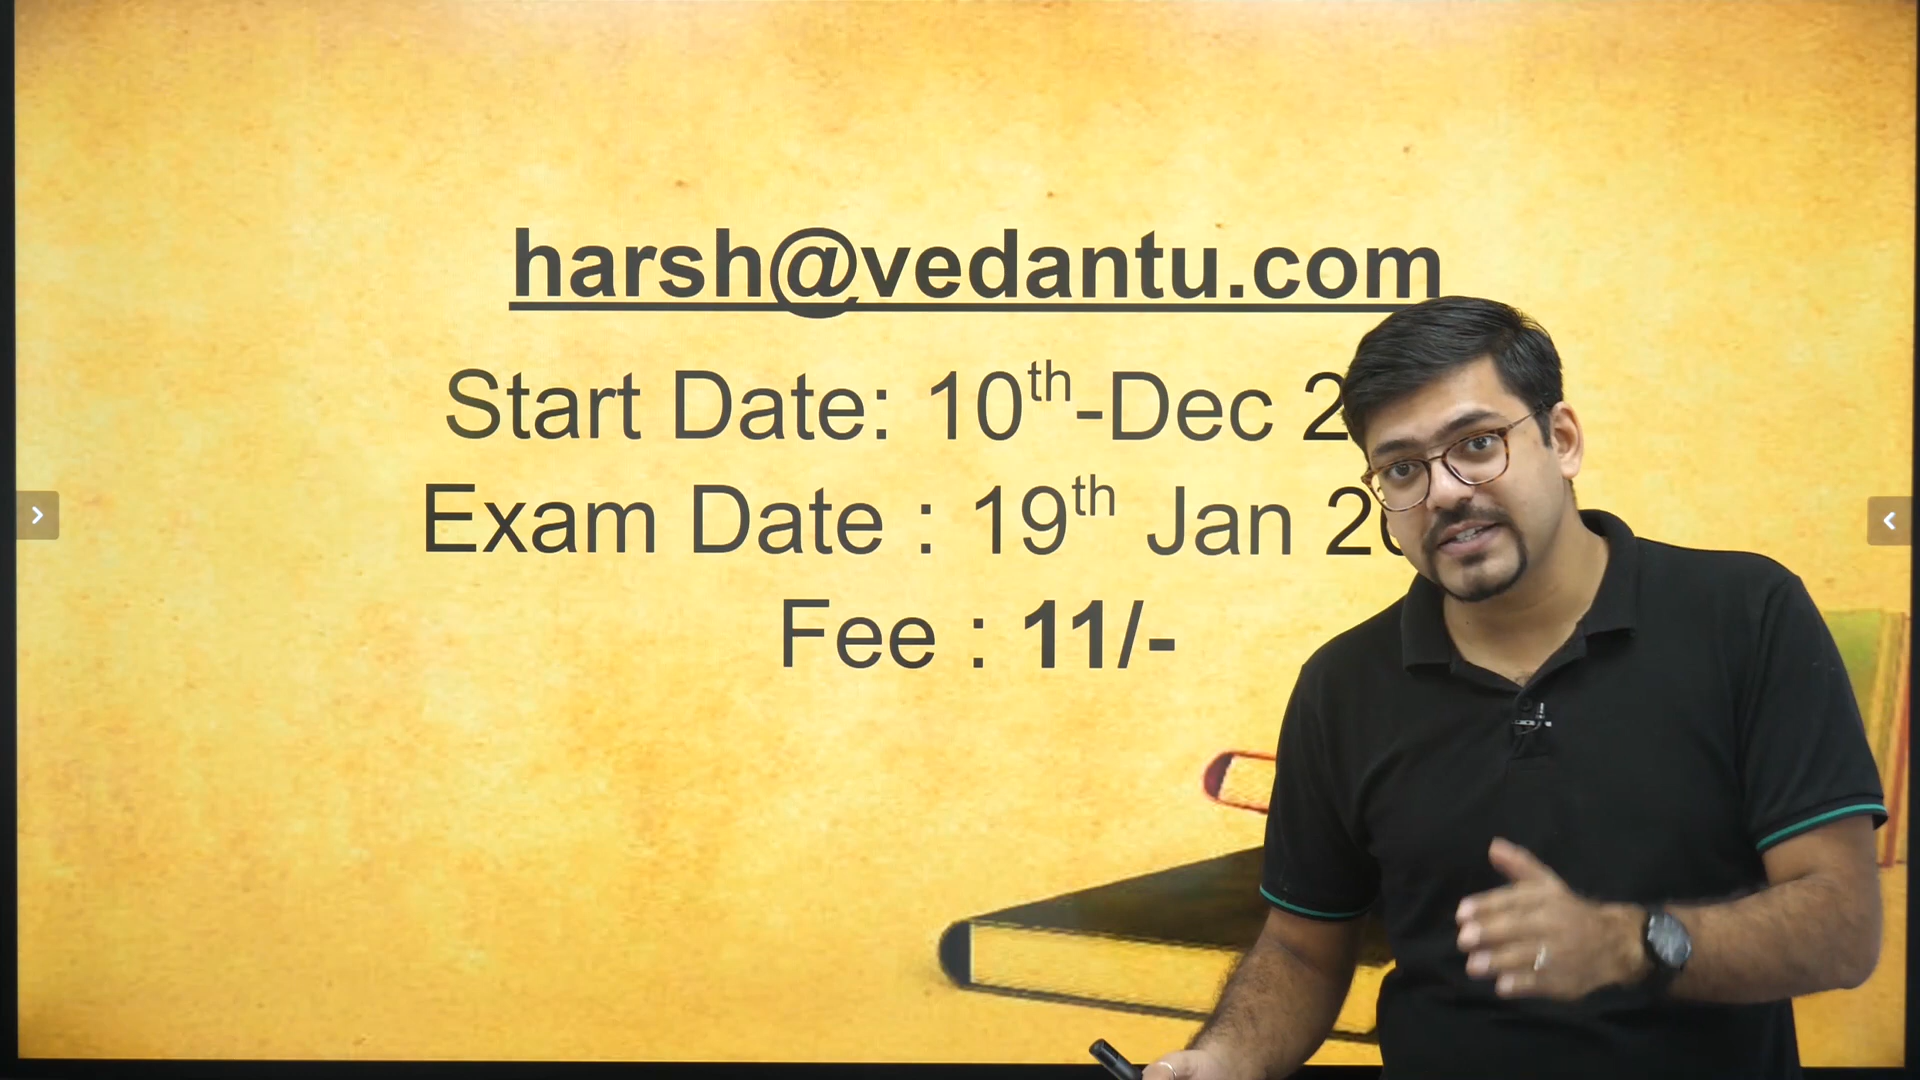 harsh@vedantu.com
Start Date: 10th-Dec
Exam Date : 19th Jan
Fee : 11/-